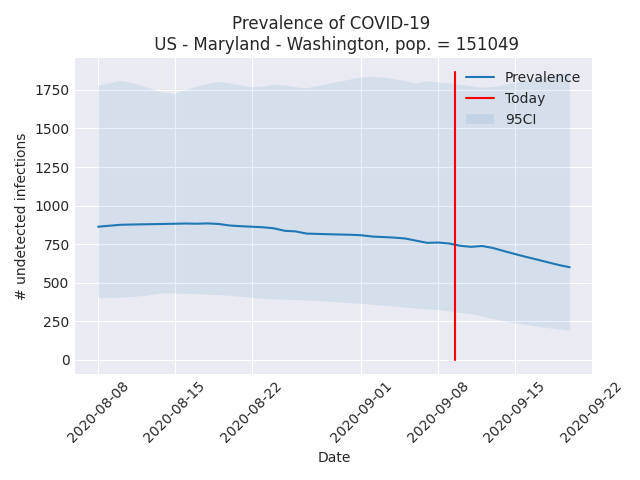 Prevalence of COVID-19
US - Maryland - Washington, pop. = 151049
Prevalence
Today
95CI
# undetected infections
1750
1500
1250
1000
750
500
250
0
2020-08-08
2020-08-15
2020-08-22
2020-09-01
2020-09-08
2020-09-15
2020-09-22
Date